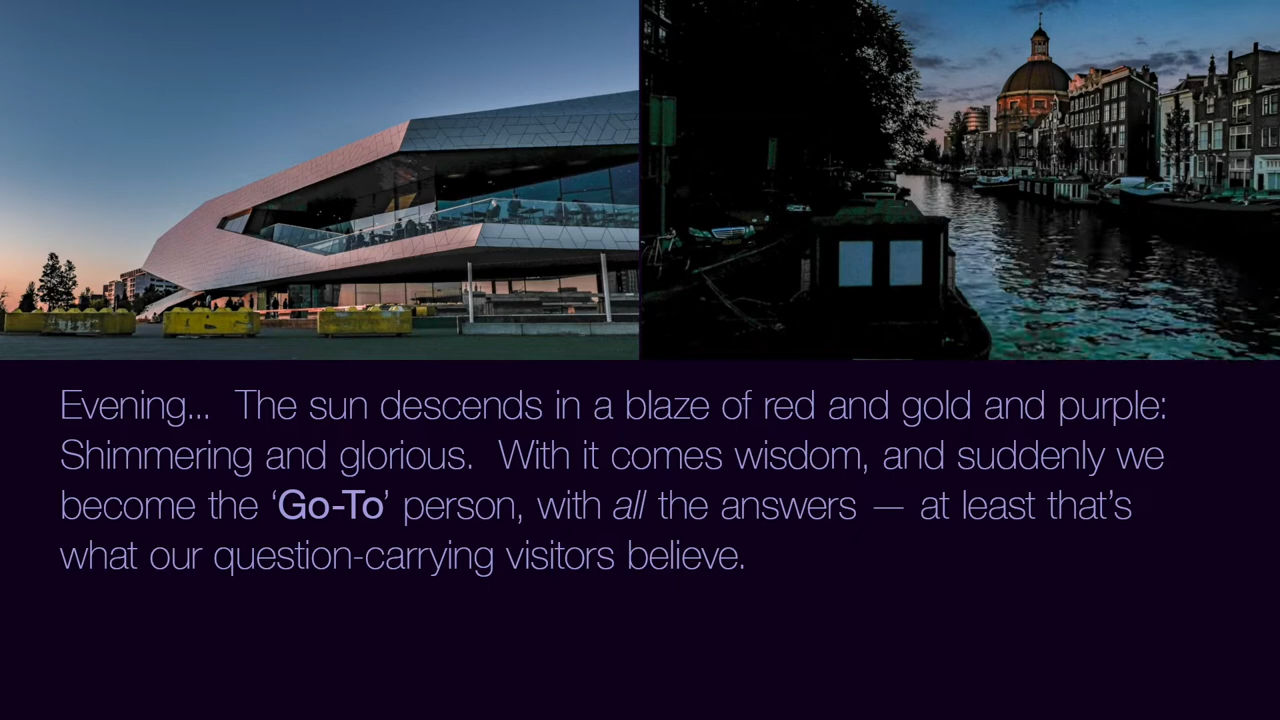 Evening...  The sun descends in a blaze of red and gold and purple:
Shimmering and glorious.  With it comes wisdom, and suddenly we
become the ‘Go-To’ person, with all the answers — at least that’s
what our question-carrying visitors believe.